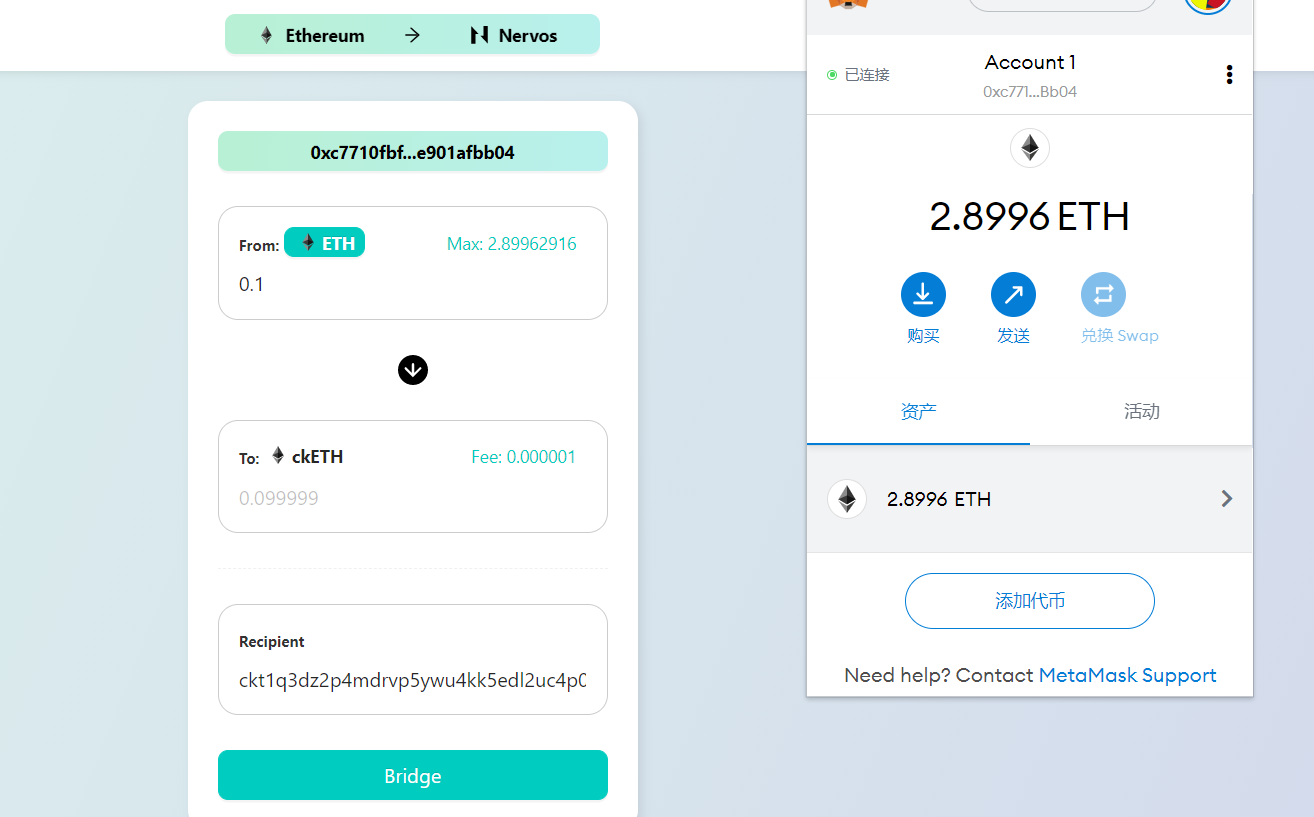 Ethereum → Nervos
0xc7710fbf...e901afbb04
From: ETH Max: 2.89962916
0.1
To: ckETH Fee: 0.000001
0.099999
Recipient
ckt1q3dz2p4mdrvp5ywu4kk5edl2uc4p0
Bridge
已连接
Account 1
0xc771...Bb04
2.8996 ETH
购买 发送 兑换 Swap
资产 活动
2.8996 ETH
添加代币
Need help? Contact MetaMask Support